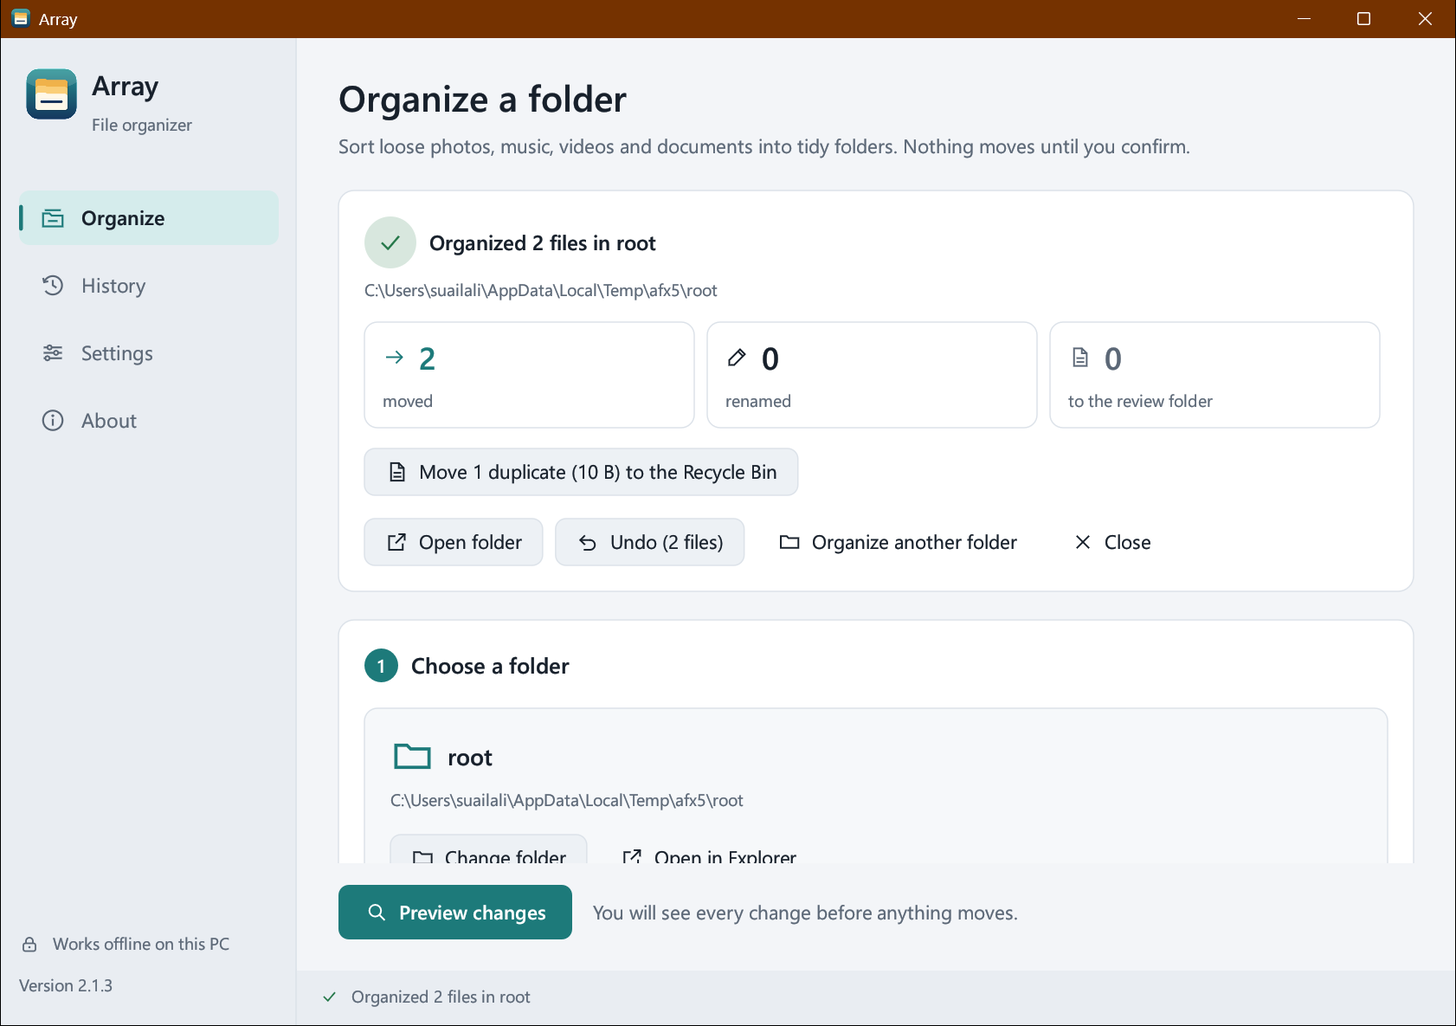 Array
Array
File organizer
Organize
History
Settings
About
Works offline on this PC
Version 2.1.3
Organize a folder
Sort loose photos, music, videos and documents into tidy folders. Nothing moves until you confirm.
Organized 2 files in root
C:\Users\suailali\AppData\Local\Temp\afx5\root
2
moved
0
renamed
0
to the review folder
Move 1 duplicate (10 B) to the Recycle Bin
Open folder
Undo (2 files)
Organize another folder
Close
1 Choose a folder
root
C:\Users\suailali\AppData\Local\Temp\afx5\root
Change folder
Open in Explorer
Preview changes
You will see every change before anything moves.
Organized 2 files in root